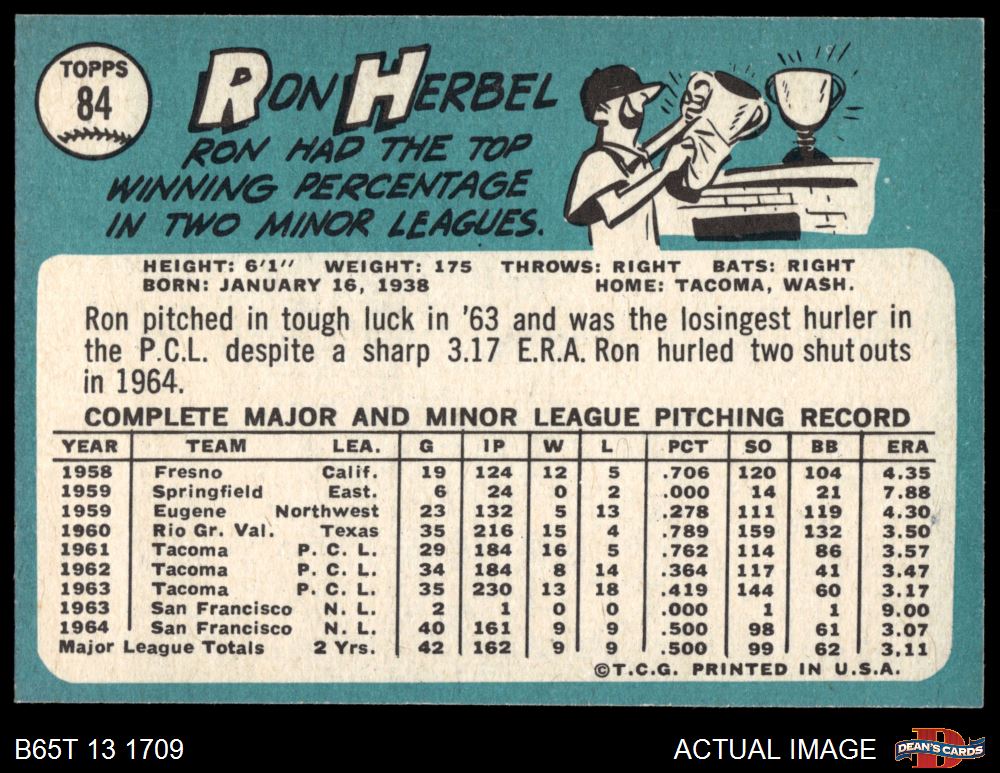 TOPPS
84
RON HERBEL
RON HAD THE TOP
WINNING PERCENTAGE
IN TWO MINOR LEAGUES.
HEIGHT: 6'1" WEIGHT: 175 THROWS: RIGHT BATS: RIGHT
BORN: JANUARY 16, 1938 HOME: TACOMA, WASH.
Ron pitched in tough luck in '63 and was the losingest hurler in
the P.C.L. despite a sharp 3.17 E.R.A. Ron hurled two shutouts
in 1964.
COMPLETE MAJOR AND MINOR LEAGUE PITCHING RECORD
YEAR TEAM LEA. G IP W L PCT SO BB ERA
1958 Fresno Calif. 19 124 12 5 .706 120 104 4.35
1959 Springfield East. 6 24 0 2 .000 14 21 7.88
1959 Eugene Northwest 23 132 5 13 .278 111 119 4.30
1960 Rio Gr. Val. Texas 35 216 15 4 .789 159 132 3.50
1961 Tacoma P. C. L. 29 184 16 5 .762 114 86 3.57
1962 Tacoma P. C. L. 34 184 8 14 .364 117 41 3.47
1963 Tacoma P. C. L. 35 230 13 18 .419 144 60 3.17
1963 San Francisco N. L. 2 1 0 0 .000 1 1 9.00
1964 San Francisco N. L. 40 161 9 9 .500 98 61 3.07
Major League Totals 2 Yrs. 42 162 9 9 .500 99 62 3.11
©T.C.G. PRINTED IN U.S.A.
B65T 13 1709 ACTUAL IMAGE DEAN'S CARDS